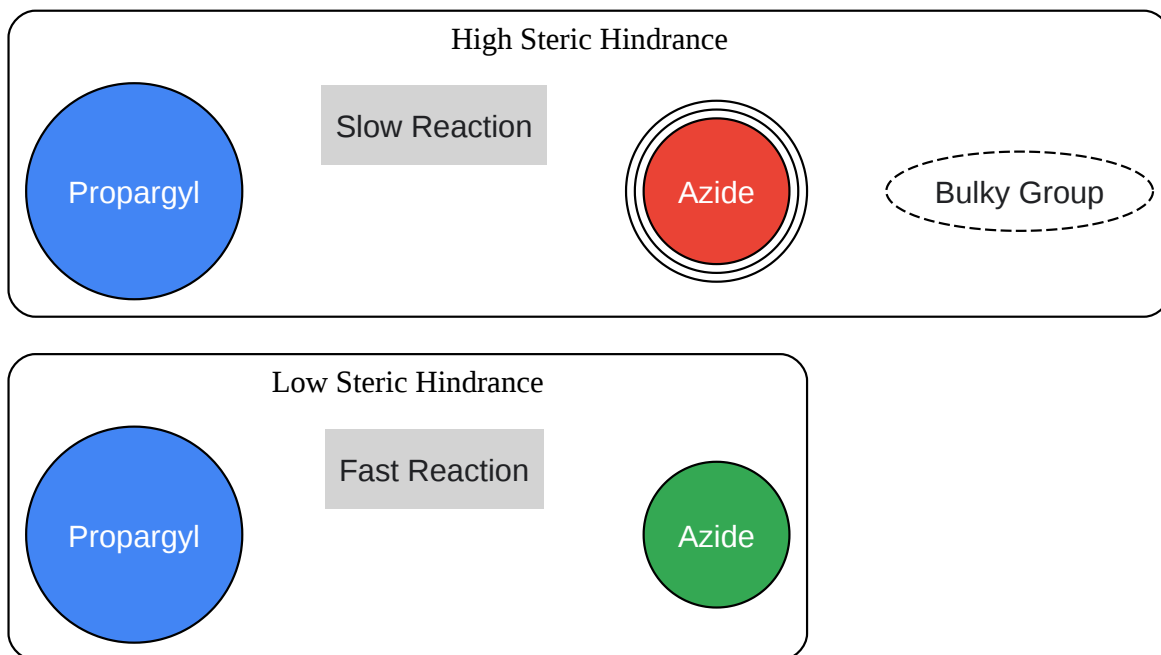 High Steric Hindrance
Slow Reaction
Propargyl
Azide
Bulky Group
Low Steric Hindrance
Fast Reaction
Propargyl
Azide